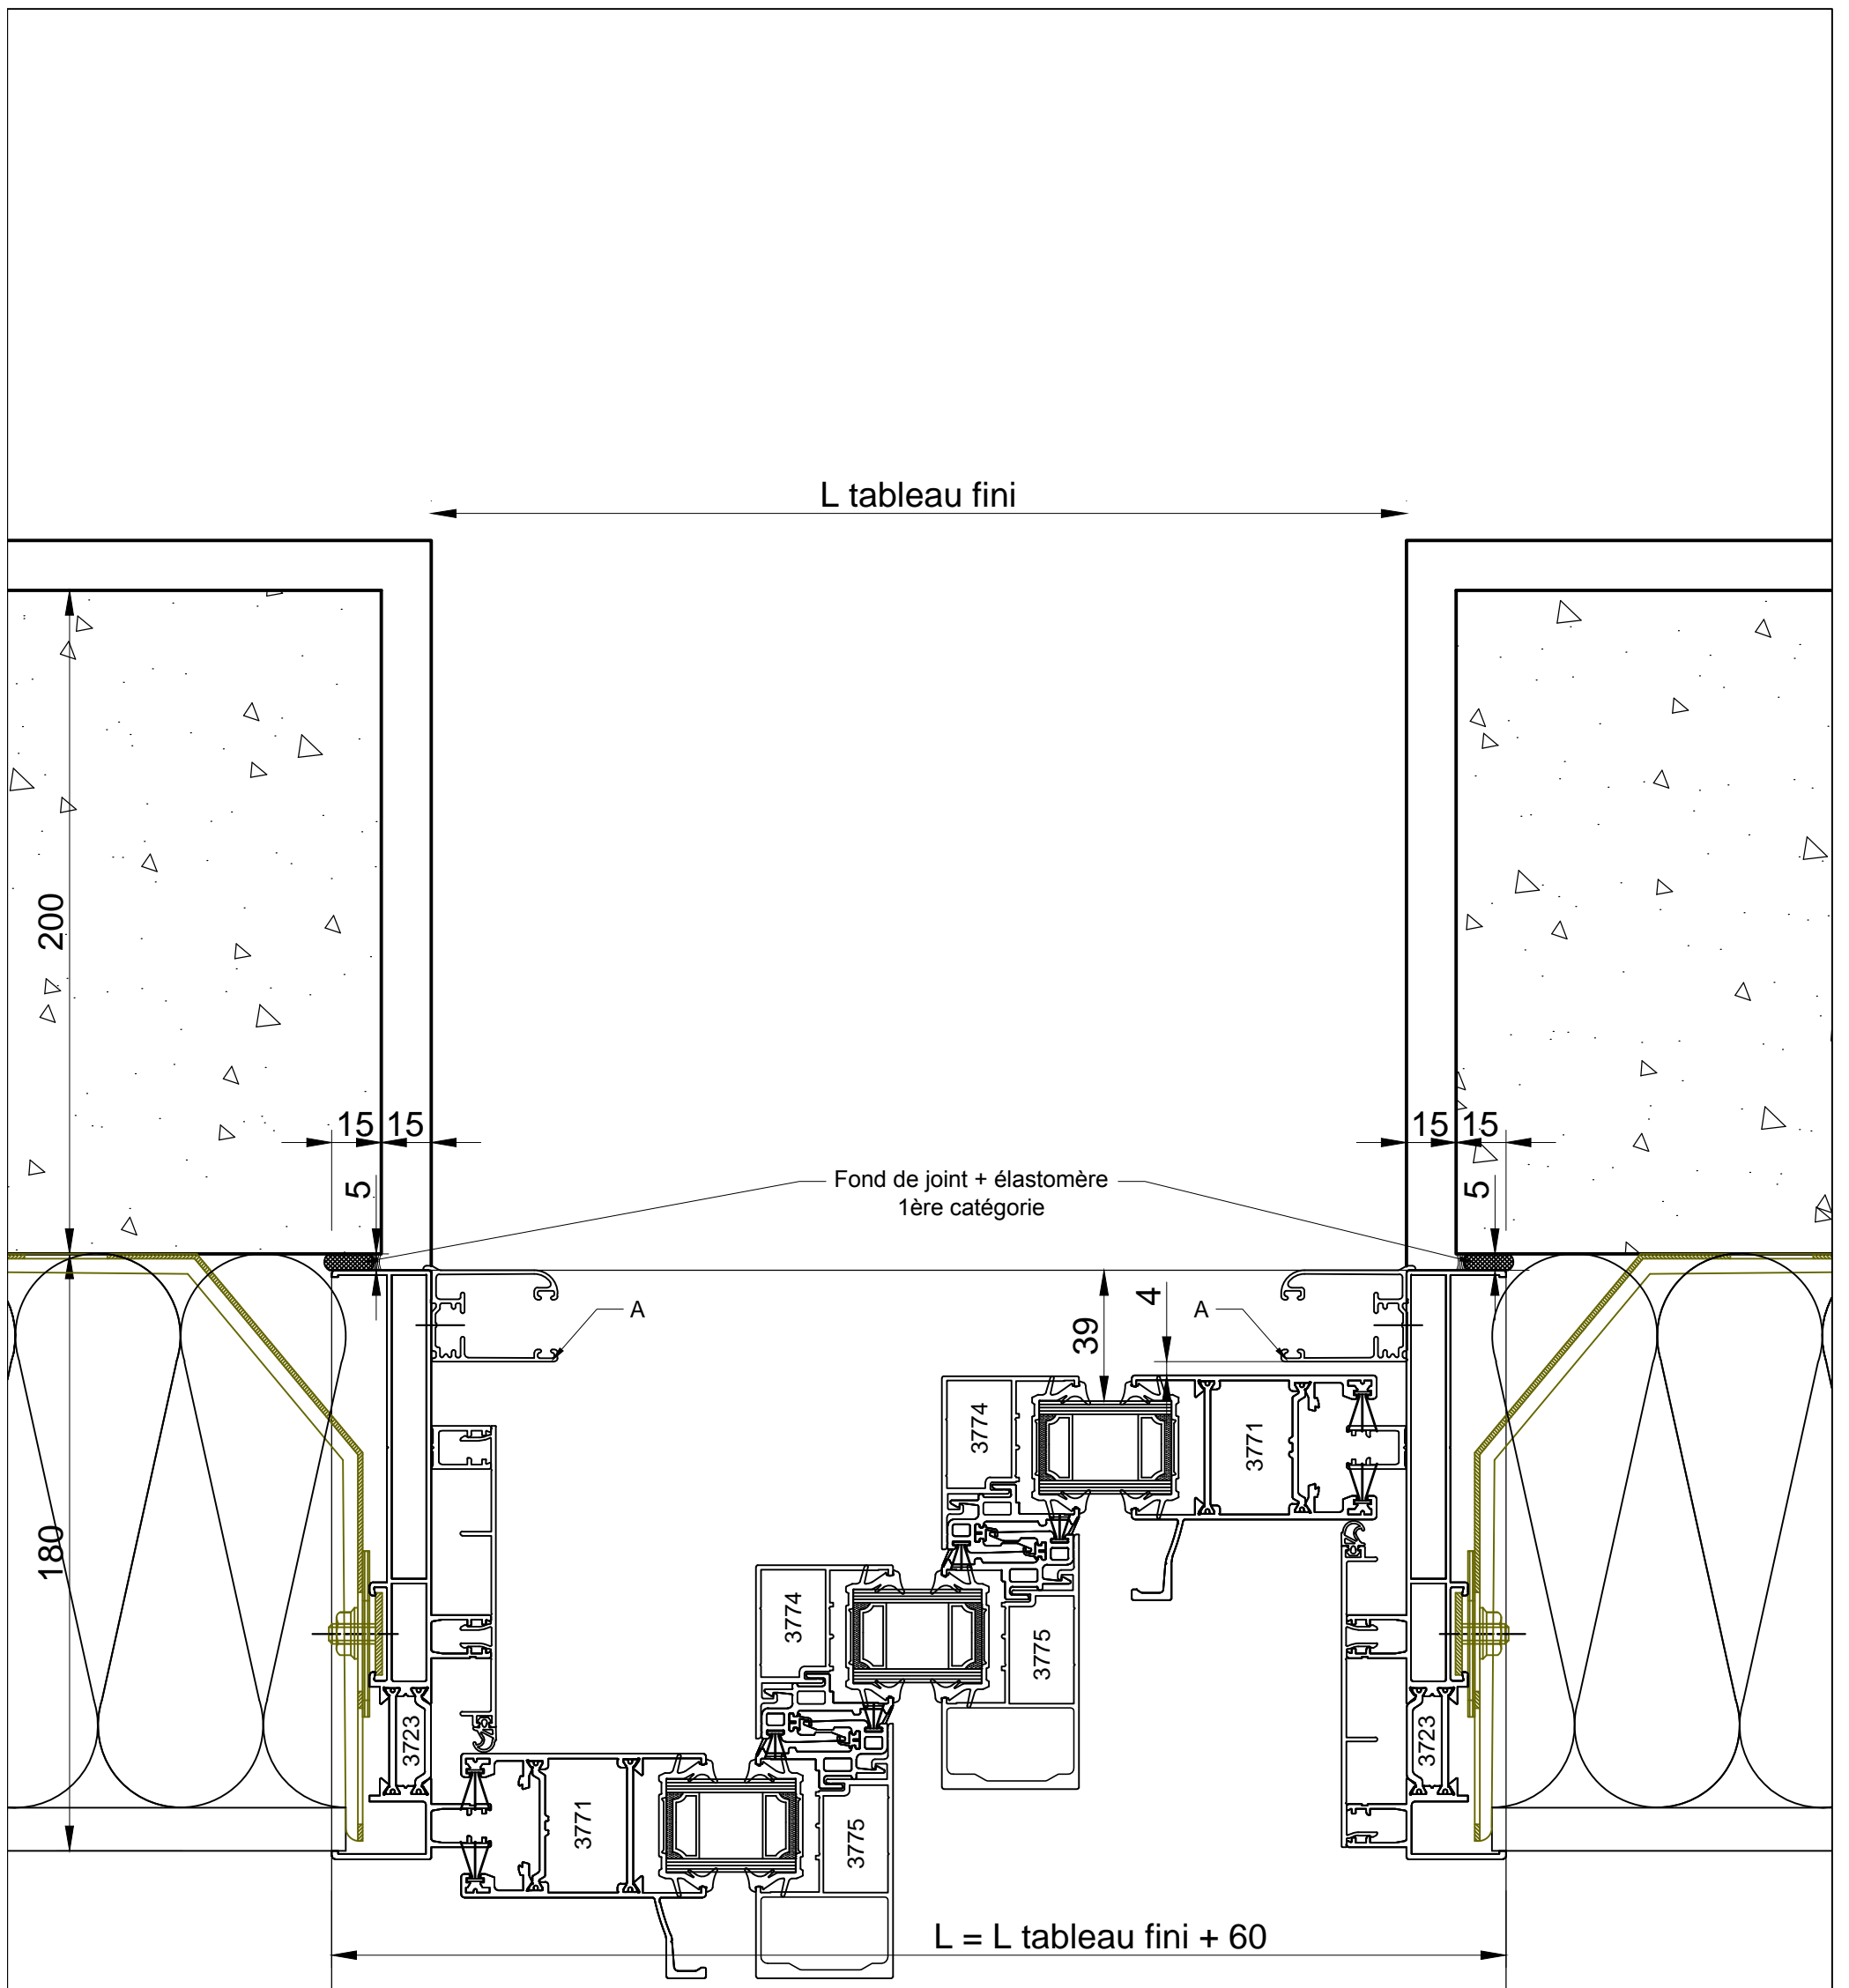 L tableau fini
200
15 15
15 15
5
5
Fond de joint + élastomère
1ère catégorie
A
A
4
39
3774
3771
180
3774
3775
3723
3723
3771
3775
L = L tableau fini + 60